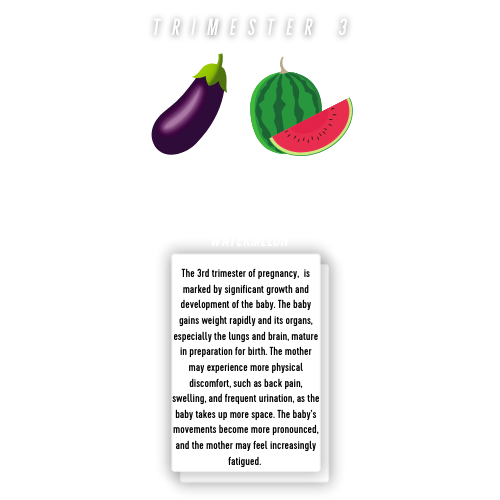 TRIMESTER 3
WATERMELON
The 3rd trimester of pregnancy, is
marked by significant growth and
development of the baby. The baby
gains weight rapidly and its organs,
especially the lungs and brain, mature
in preparation for birth. The mother
may experience more physical
discomfort, such as back pain,
swelling, and frequent urination, as the
baby takes up more space. The baby's
movements become more pronounced,
and the mother may feel increasingly
fatigued.